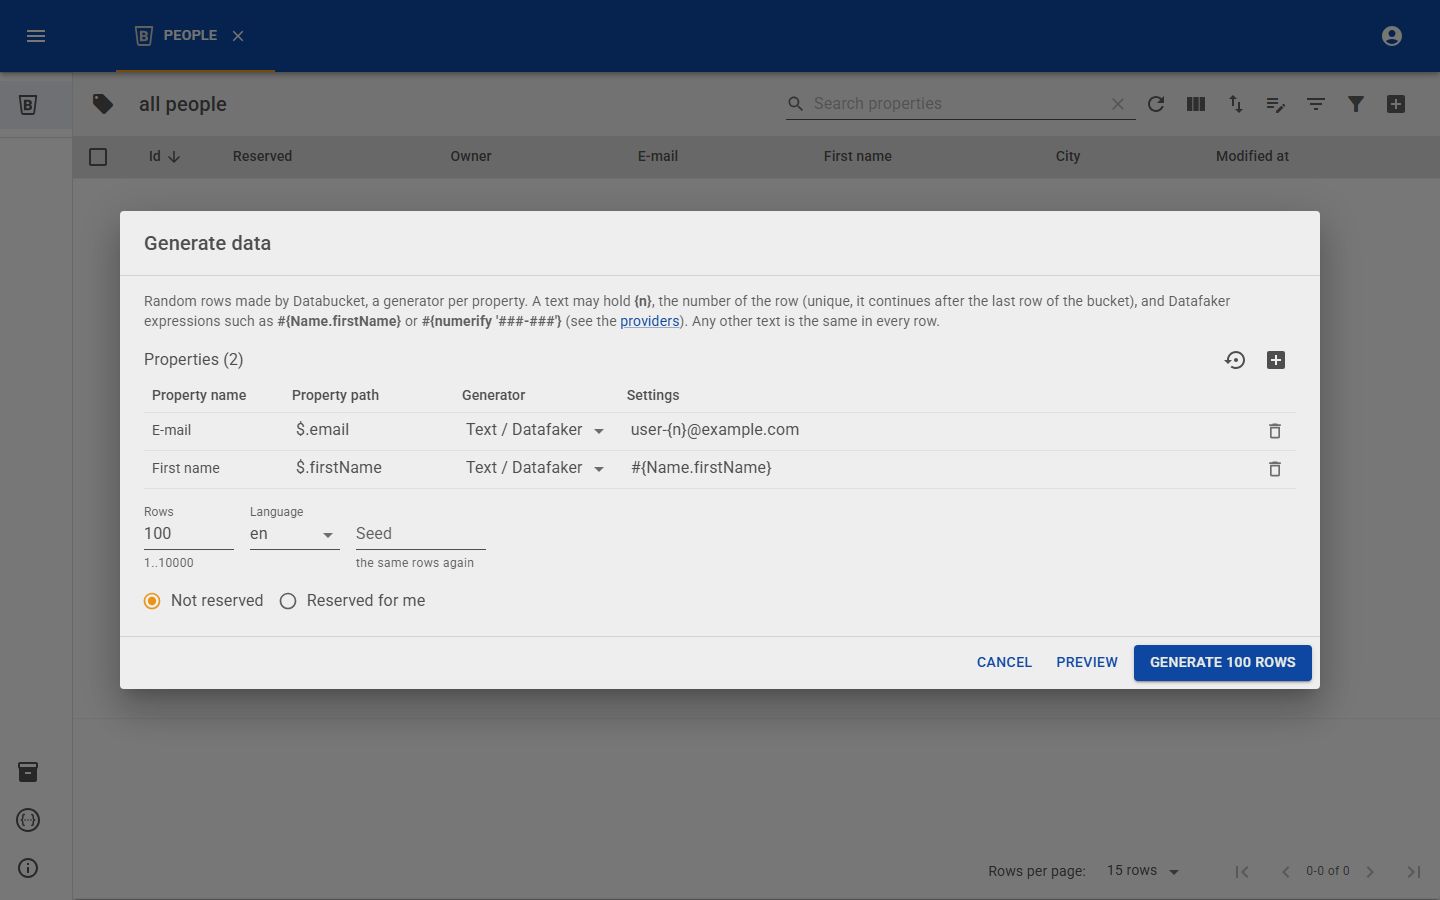 PEOPLE
all people
Search properties
Id Reserved Owner E-mail First name City Modified at
Generate data
Random rows made by Databucket, a generator per property. A text may hold {n}, the number of the row (unique, it continues after the last row of the bucket), and Datafaker
expressions such as #{Name.firstName} or #{numerify '###-###'} (see the providers). Any other text is the same in every row.
Properties (2)
Property name Property path Generator Settings
E-mail $.email Text / Datafaker user-{n}@example.com
First name $.firstName Text / Datafaker #{Name.firstName}
Rows Language
100 en Seed
1..10000 the same rows again
Not reserved Reserved for me
CANCEL PREVIEW GENERATE 100 ROWS
Rows per page: 15 rows 0-0 of 0